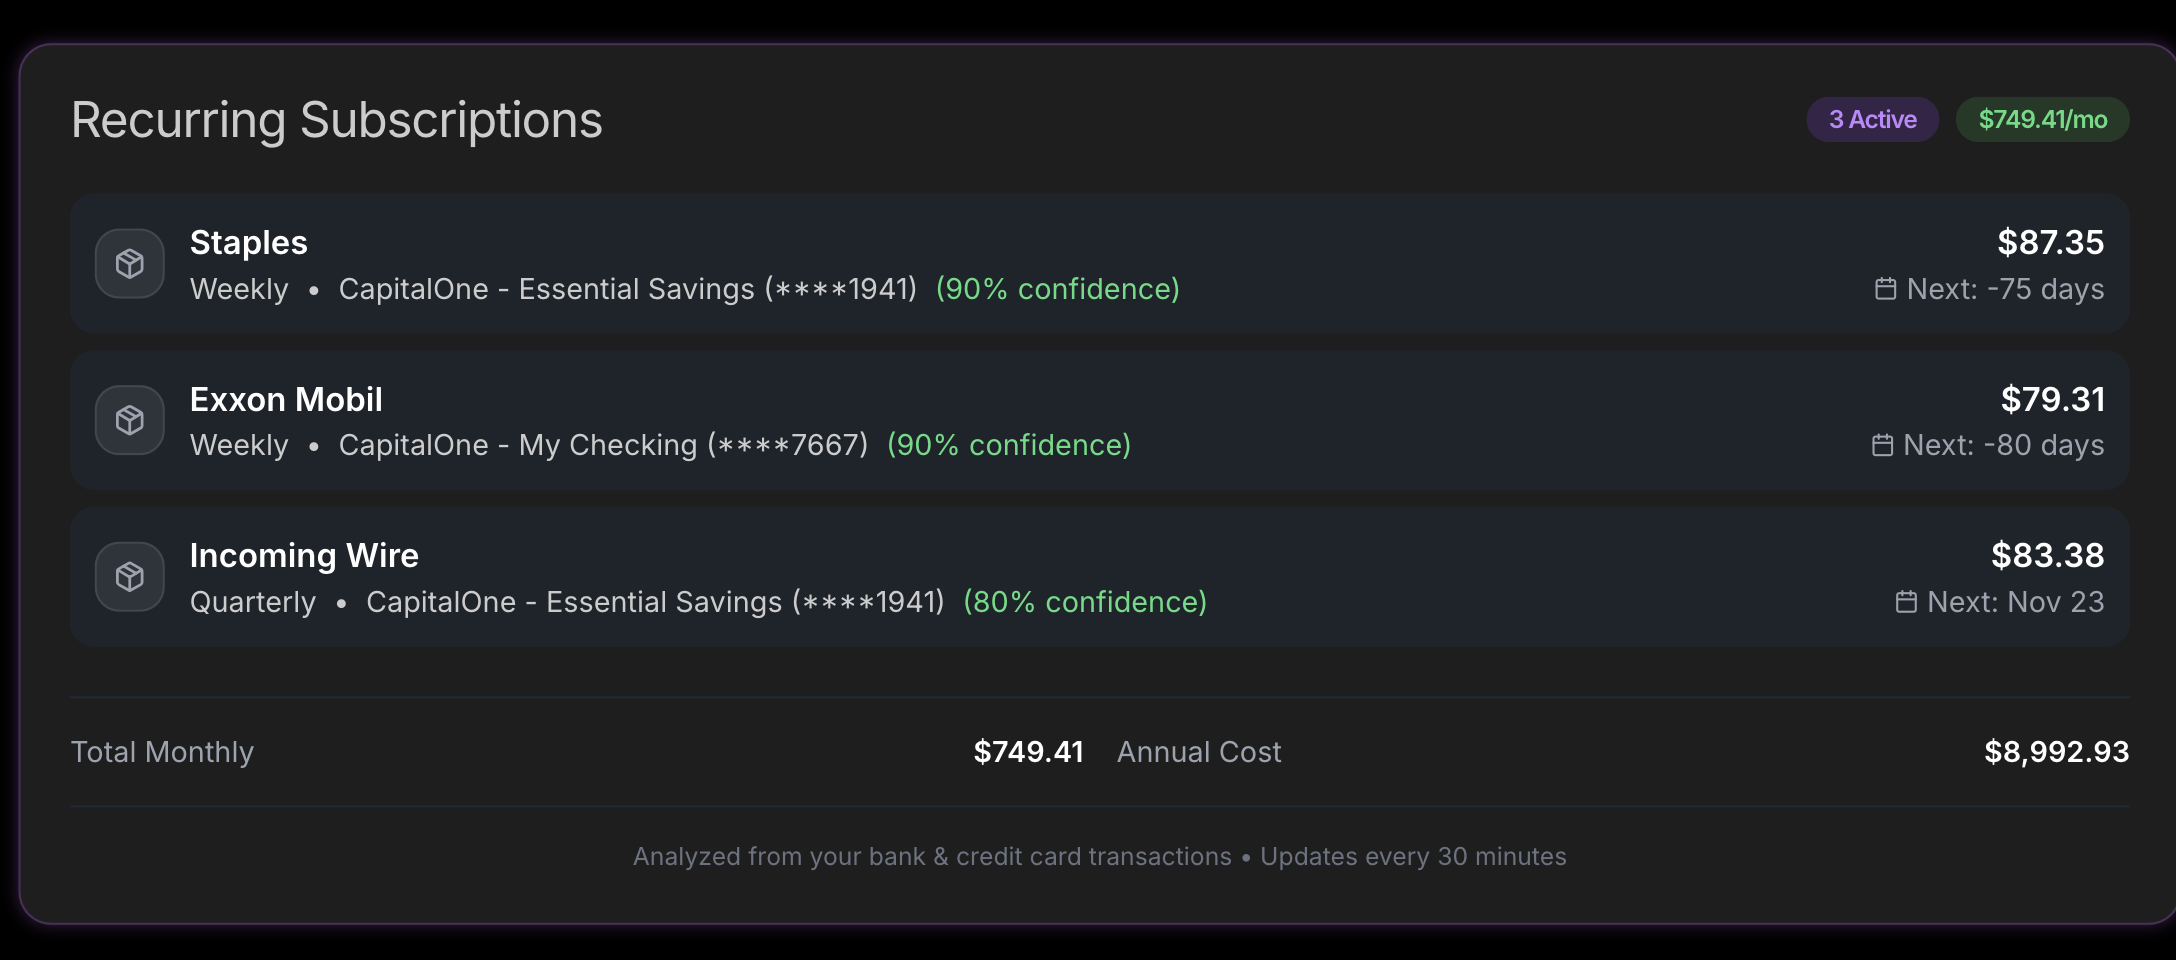 Recurring Subscriptions
3 Active
$749.41/mo
Staples
$87.35
Weekly • CapitalOne - Essential Savings (****1941) (90% confidence)
Next: -75 days
Exxon Mobil
$79.31
Weekly • CapitalOne - My Checking (****7667) (90% confidence)
Next: -80 days
Incoming Wire
$83.38
Quarterly • CapitalOne - Essential Savings (****1941) (80% confidence)
Next: Nov 23
Total Monthly
$749.41
Annual Cost
$8,992.93
Analyzed from your bank & credit card transactions • Updates every 30 minutes